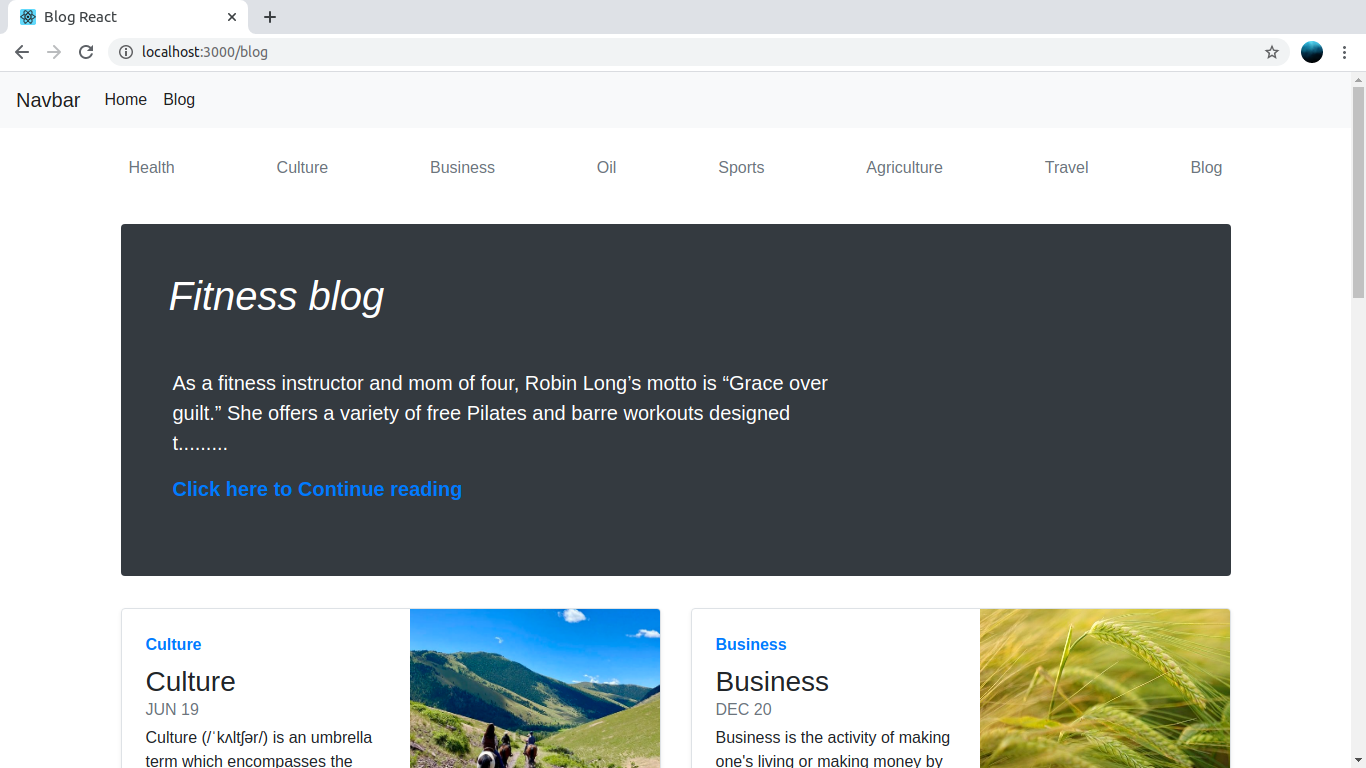 Blog React
localhost:3000/blog
Navbar Home Blog
Health Culture Business Oil Sports Agriculture Travel Blog
Fitness blog
As a fitness instructor and mom of four, Robin Long’s motto is “Grace over
guilt.” She offers a variety of free Pilates and barre workouts designed
t.........
Click here to Continue reading
Culture
Culture
JUN 19
Culture (/ˈkʌltʃər/) is an umbrella
term which encompasses the
Business
Business
DEC 20
Business is the activity of making
one's living or making money by